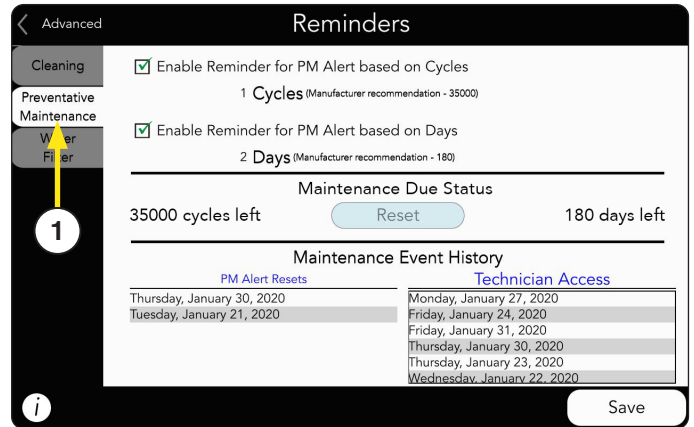 Advanced
Reminders
Cleaning
Preventative
Maintenance
Filter
1
Enable Reminder for PM Alert based on Cycles
1 Cycles (Manufacturer recommendation - 35000)
Enable Reminder for PM Alert based on Days
2 Days (Manufacturer recommendation - 180)
Maintenance Due Status
35000 cycles left
Reset
180 days left
Maintenance Event History
PM Alert Resets
Thursday, January 30, 2020
Tuesday, January 21, 2020
Technician Access
Monday, January 27, 2020
Friday, January 24, 2020
Friday, January 31, 2020
Thursday, January 30, 2020
Thursday, January 23, 2020
Wednesday, January 22, 2020
i
Save